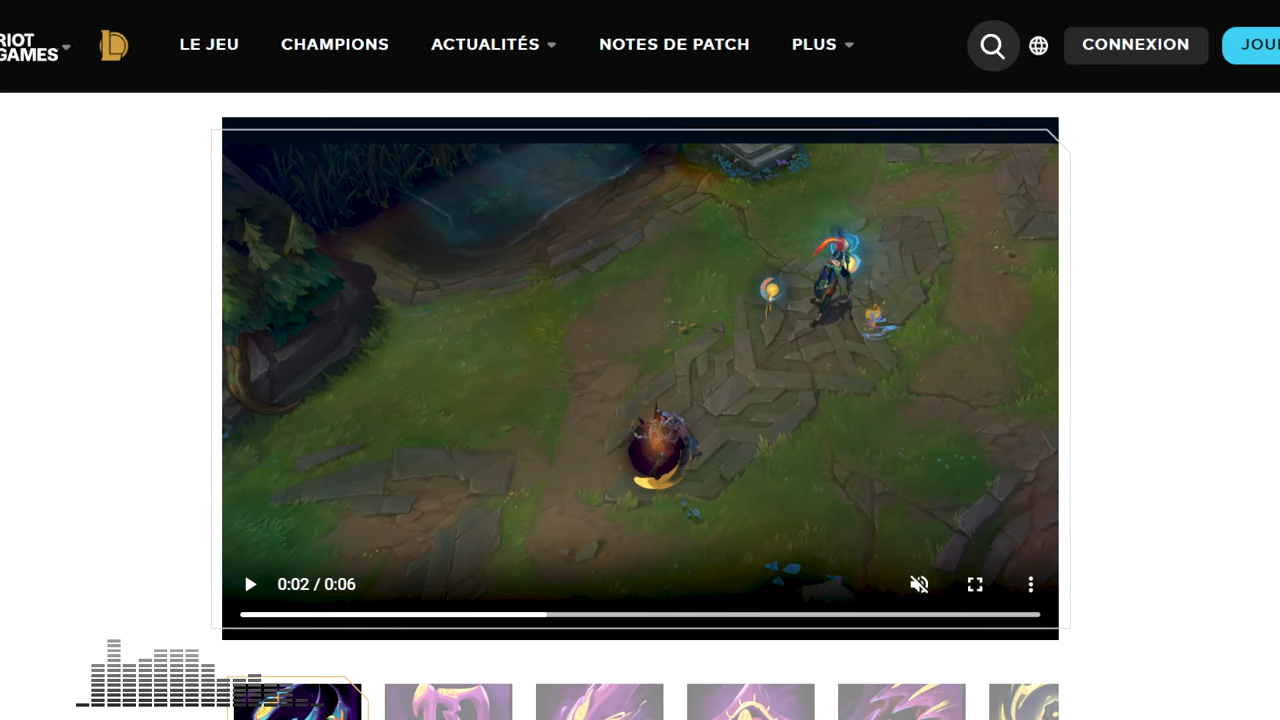 RIOT
GAMES
LE JEU
CHAMPIONS
ACTUALITÉS
NOTES DE PATCH
PLUS
CONNEXION
JOU
0:02 / 0:06